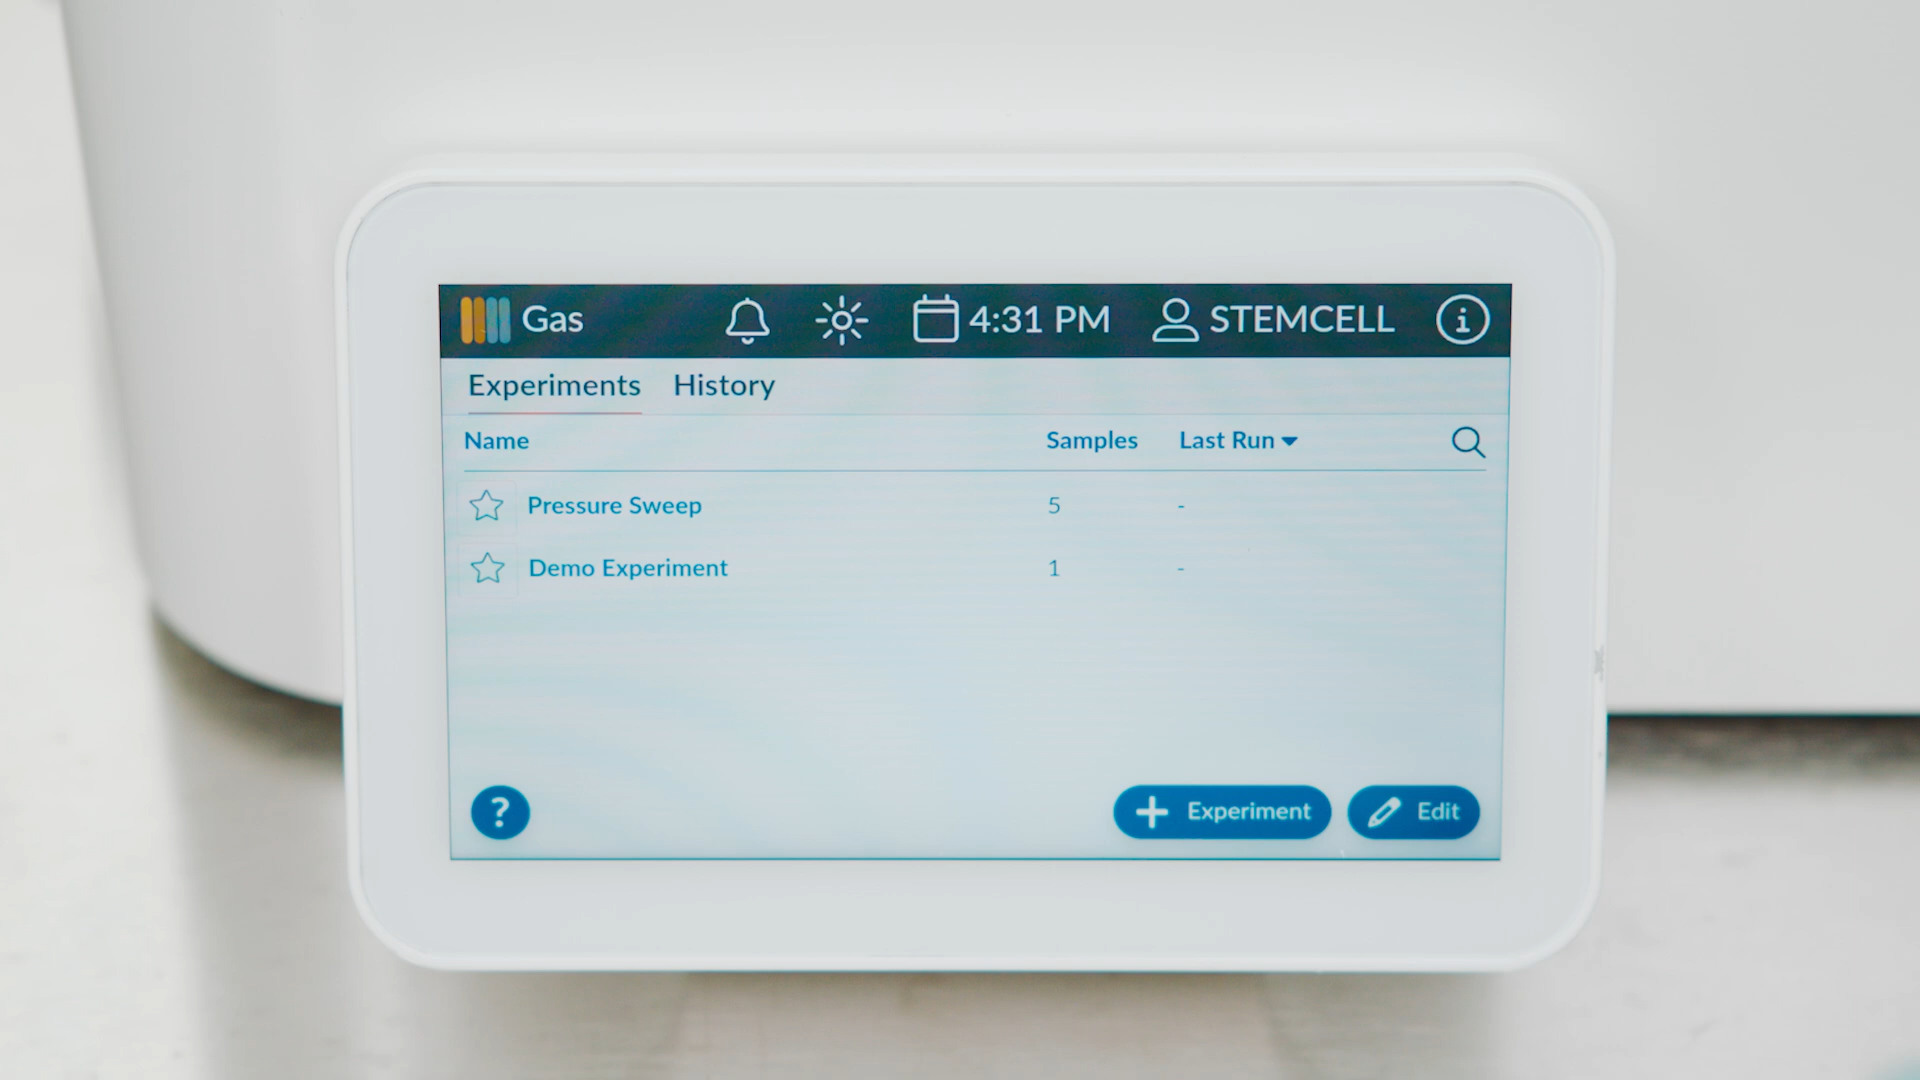 Gas 4:31 PM STEMCELL i
Experiments History
Name Samples Last Run
Pressure Sweep 5 -
Demo Experiment 1 -
? + Experiment Edit